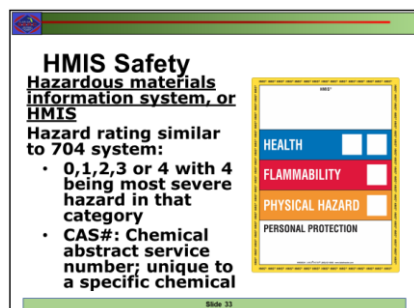 HMIS Safety
Hazardous materials
information system, or
HMIS
Hazard rating similar
to 704 system:
• 0,1,2,3 or 4 with 4
being most severe
hazard in that
category
• CAS#: Chemical
abstract service
number; unique to
a specific chemical
HMIS
HEALTH
FLAMMABILITY
PHYSICAL HAZARD
PERSONAL PROTECTION
Slide 33